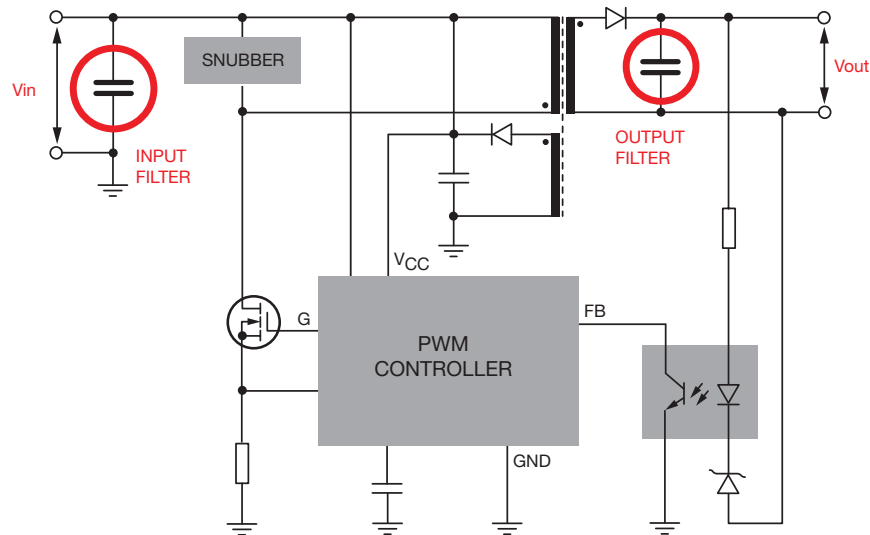 SNUBBER
Vin
Vout
INPUT
FILTER
OUTPUT
FILTER
VCC
G
FB
PWM
CONTROLLER
GND